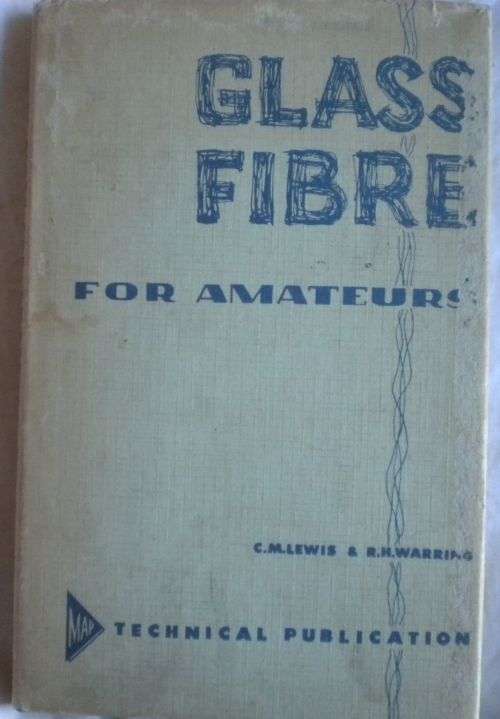 GLASS
FIBRE
FOR AMATEURS
C.M.LEWIS & R.H.WARRING
MAP TECHNICAL PUBLICATION